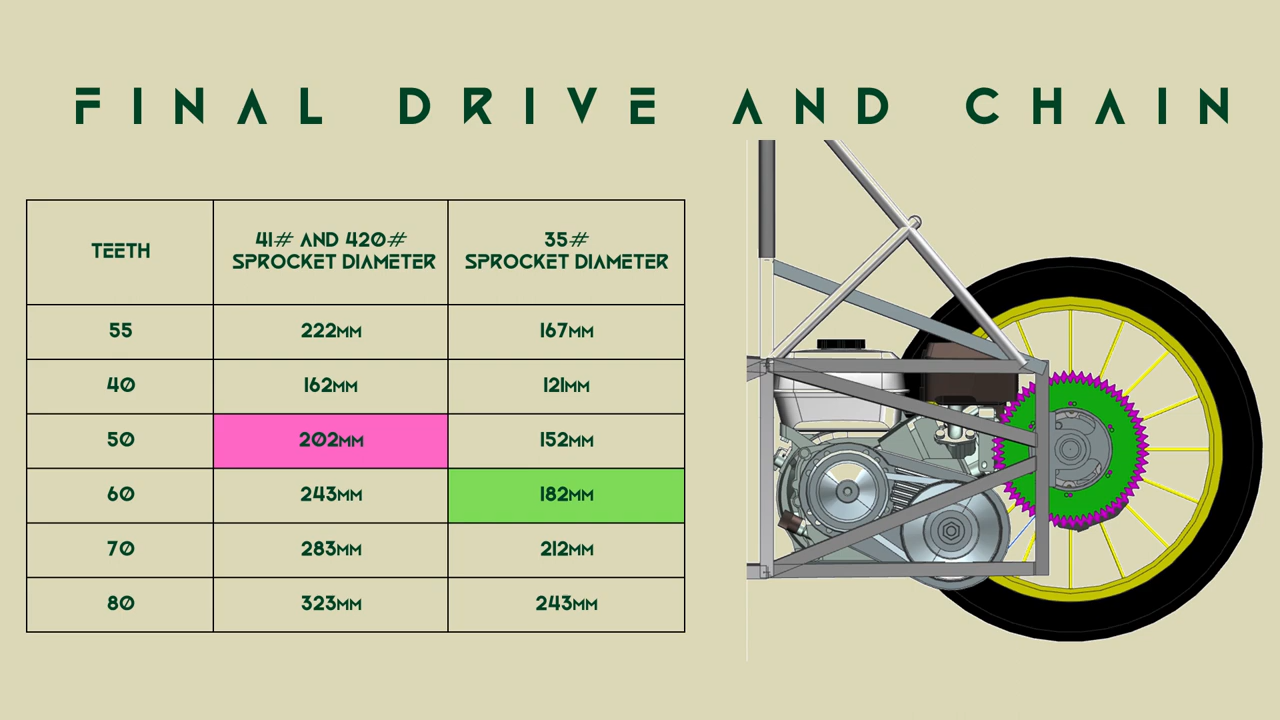 FINAL DRIVE AND CHAIN
TEETH
41# AND 420#
SPROCKET DIAMETER
35#
SPROCKET DIAMETER
55
222MM
167MM
40
162MM
121MM
50
202MM
152MM
60
243MM
182MM
70
283MM
212MM
80
323MM
243MM